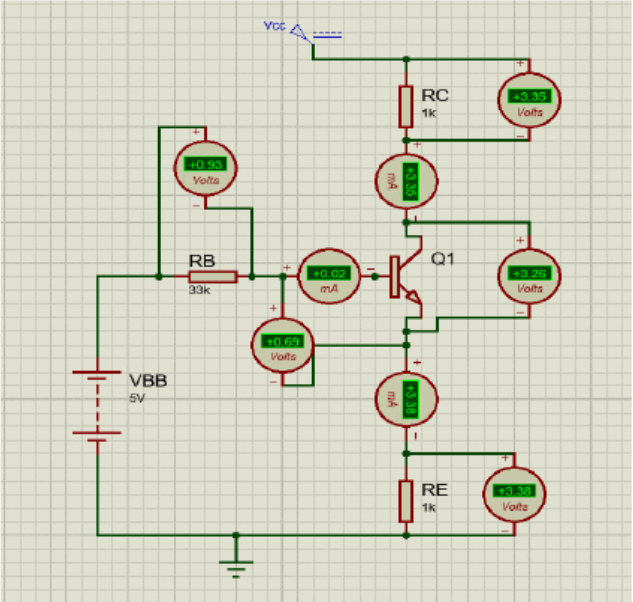 Vcc
+
RC
1k
+3.35
Volts
−
+
mA
+3.35
−
+
+0.93
Volts
−
RB
33k
+
+0.02
mA
−
Q1
+
+3.26
Volts
−
+
+0.69
Volts
−
VBB
5V
+
mA
+3.38
−
RE
1k
+
+3.38
Volts
−